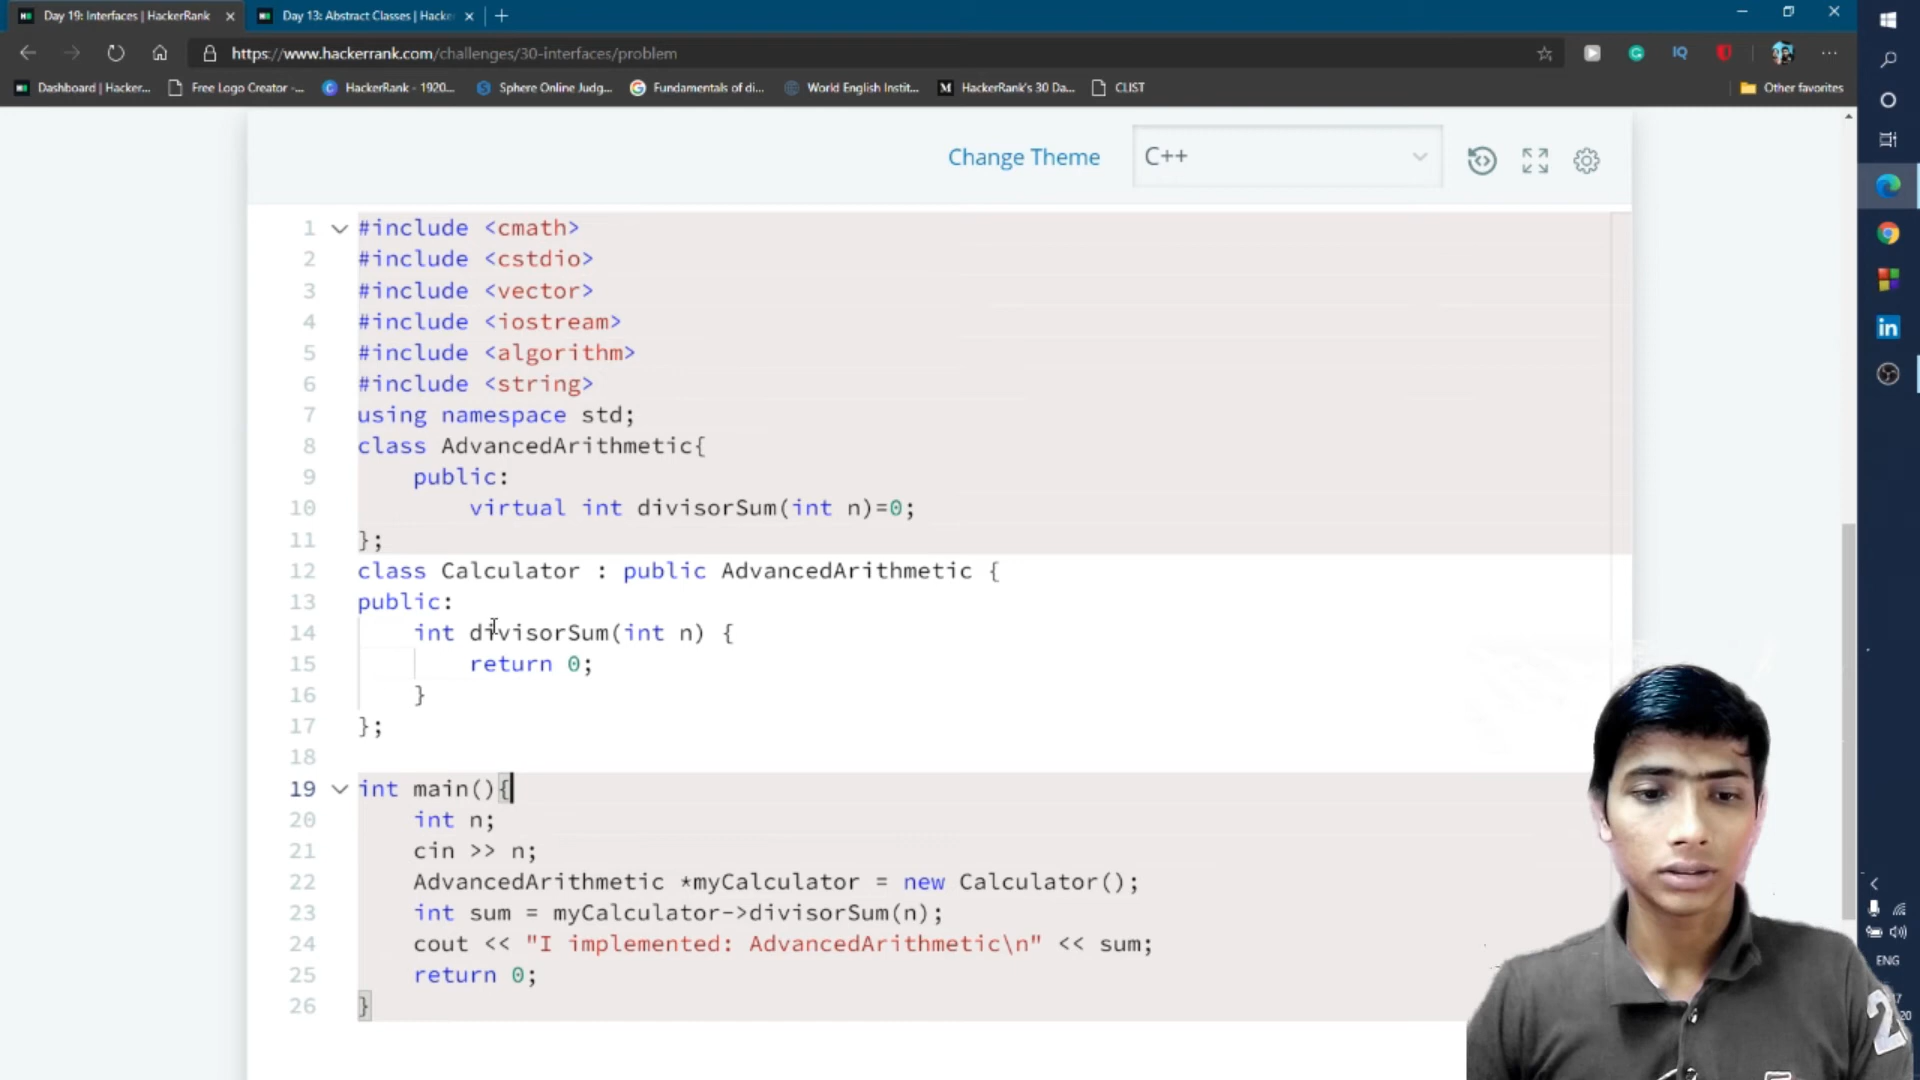 Day 19: Interfaces | HackerRank
Day 13: Abstract Classes | Hacke
https://www.hackerrank.com/challenges/30-interfaces/problem
Dashboard | Hacker...
Free Logo Creator -...
HackerRank - 1920...
Sphere Online Judg...
Fundamentals of di...
World English Instit...
HackerRank's 30 Da...
CLIST
Other favorites
Change Theme
C++
1 #include <cmath>
2 #include <cstdio>
3 #include <vector>
4 #include <iostream>
5 #include <algorithm>
6 #include <string>
7 using namespace std;
8 class AdvancedArithmetic{
9 public:
10 virtual int divisorSum(int n)=0;
11 };
12 class Calculator : public AdvancedArithmetic {
13 public:
14 int divisorSum(int n) {
15 return 0;
16 }
17 };
18
19 int main(){
20 int n;
21 cin >> n;
22 AdvancedArithmetic *myCalculator = new Calculator();
23 int sum = myCalculator->divisorSum(n);
24 cout << "I implemented: AdvancedArithmetic\n" << sum;
25 return 0;
26 }
ENG